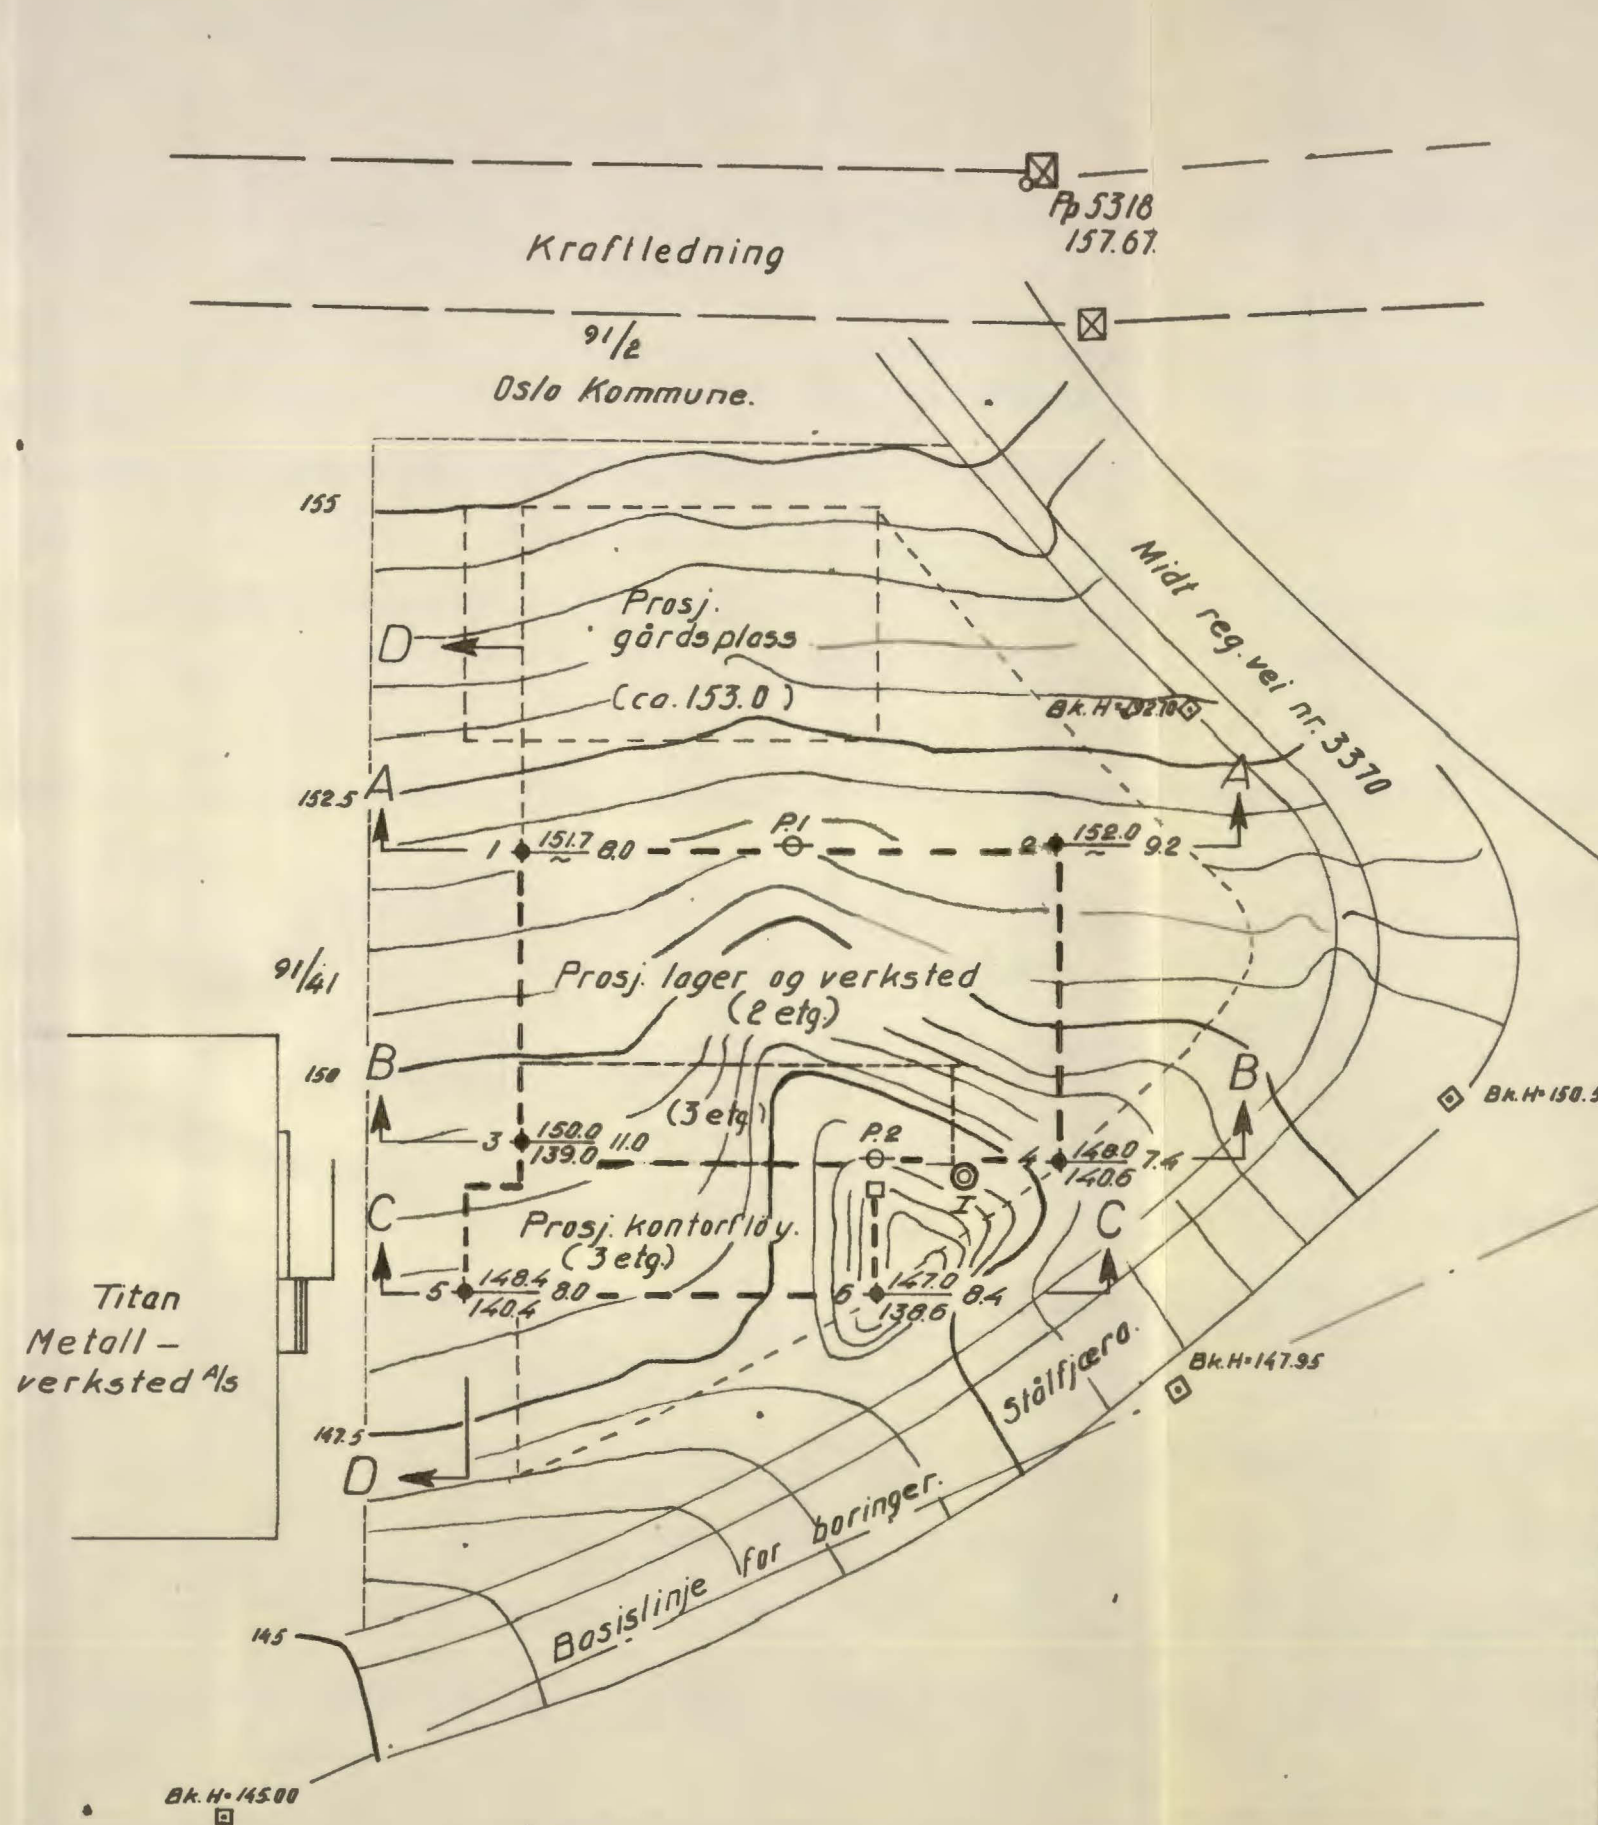 Pp 5318
157.67.
Kraftledning
91/2
Oslo Kommune.
155
Midt reg.vei nr. 3370
Prosj.
gårdsplass
D
(ca. 153.0)
Bk. H=
A
A
152.5
P.1
1 151.7 ~ 8.0
2 152.0 ~ 9.2
91/41
Prosj. lager og verksted
(2 etg.)
150
B
B
Bk. H=150.5
(3 etg)
P.2
3 150.0 139.0 11.0
4 148.0 140.6 7.4
I
C
C
Prosj. kontorfløy.
(3 etg)
5 148.4 140.4 8.0
6 147.0 138.6 8.4
Titan
Metall –
verksted A/s
Stålfjæra.
Bk. H=147.95
147.5
D
Basislinje for boringer.
145
Bk. H=145.00